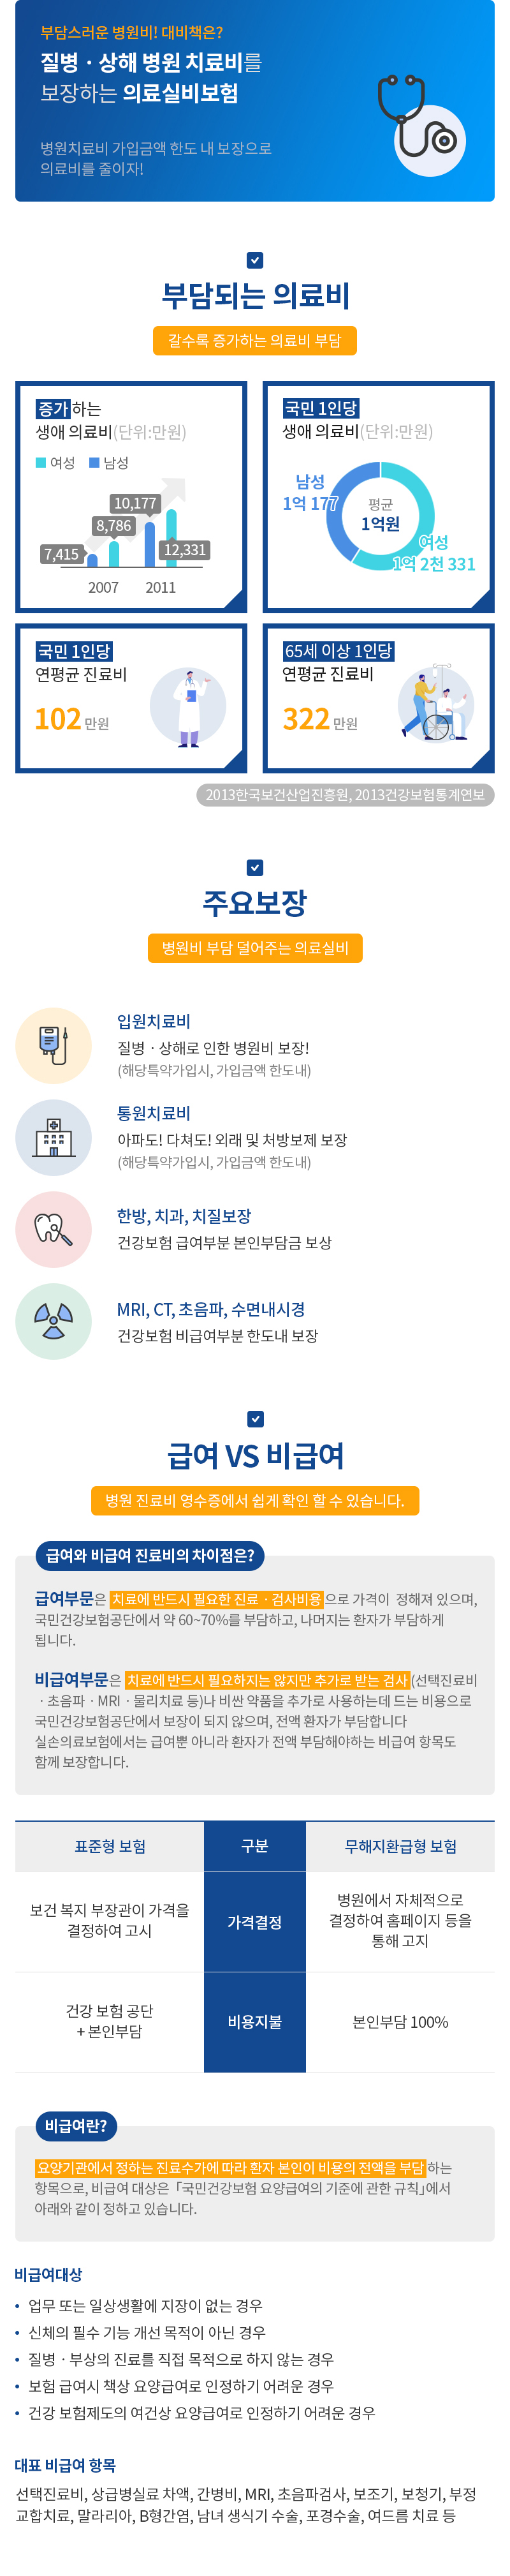 부담스러운 병원비! 대비책은?
질병 · 상해 병원 치료비를
보장하는 의료실비보험
병원치료비 가입금액 한도 내 보장으로
의료비를 줄이자!
부담되는 의료비
갈수록 증가하는 의료비 부담
증가 하는
생애 의료비(단위:만원)
여성 남성
10,177
8,786
7,415
12,331
2007 2011
국민 1인당
생애 의료비(단위:만원)
남성
1억 177
평균
1억원
여성
1억 2천 331
국민 1인당
연평균 진료비
102 만원
65세 이상 1인당
연평균 진료비
322 만원
2013한국보건산업진흥원, 2013건강보험통계연보
주요보장
병원비 부담 덜어주는 의료실비
입원치료비
질병 · 상해로 인한 병원비 보장!
(해당특약가입시, 가입금액 한도내)
통원치료비
아파도! 다쳐도! 외래 및 처방보제 보장
(해당특약가입시, 가입금액 한도내)
한방, 치과, 치질보장
건강보험 급여부분 본인부담금 보상
MRI, CT, 초음파, 수면내시경
건강보험 비급여부분 한도내 보장
급여 VS 비급여
병원 진료비 영수증에서 쉽게 확인 할 수 있습니다.
급여와 비급여 진료비의 차이점은?
급여부문은 치료에 반드시 필요한 진료 · 검사비용으로 가격이 정해져 있으며,
국민건강보험공단에서 약 60~70%를 부담하고, 나머지는 환자가 부담하게
됩니다.
비급여부문은 치료에 반드시 필요하지는 않지만 추가로 받는 검사(선택진료비
· 초음파 · MRI · 물리치료 등)나 비싼 약품을 추가로 사용하는데 드는 비용으로
국민건강보험공단에서 보장이 되지 않으며, 전액 환자가 부담합니다
실손의료보험에서는 급여뿐 아니라 환자가 전액 부담해야하는 비급여 항목도
함께 보장합니다.
표준형 보험 구분 무해지환급형 보험
보건 복지 부장관이 가격을
결정하여 고시
가격결정
병원에서 자체적으로
결정하여 홈페이지 등을
통해 고지
건강 보험 공단
+ 본인부담
비용지불
본인부담 100%
비급여란?
요양기관에서 정하는 진료수가에 따라 환자 본인이 비용의 전액을 부담하는
항목으로, 비급여 대상은 「국민건강보험 요양급여의 기준에 관한 규칙」에서
아래와 같이 정하고 있습니다.
비급여대상
• 업무 또는 일상생활에 지장이 없는 경우
• 신체의 필수 기능 개선 목적이 아닌 경우
• 질병 · 부상의 진료를 직접 목적으로 하지 않는 경우
• 보험 급여시 책상 요양급여로 인정하기 어려운 경우
• 건강 보험제도의 여건상 요양급여로 인정하기 어려운 경우
대표 비급여 항목
선택진료비, 상급병실료 차액, 간병비, MRI, 초음파검사, 보조기, 보청기, 부정
교합치료, 말라리아, B형간염, 남녀 생식기 수술, 포경수술, 여드름 치료 등